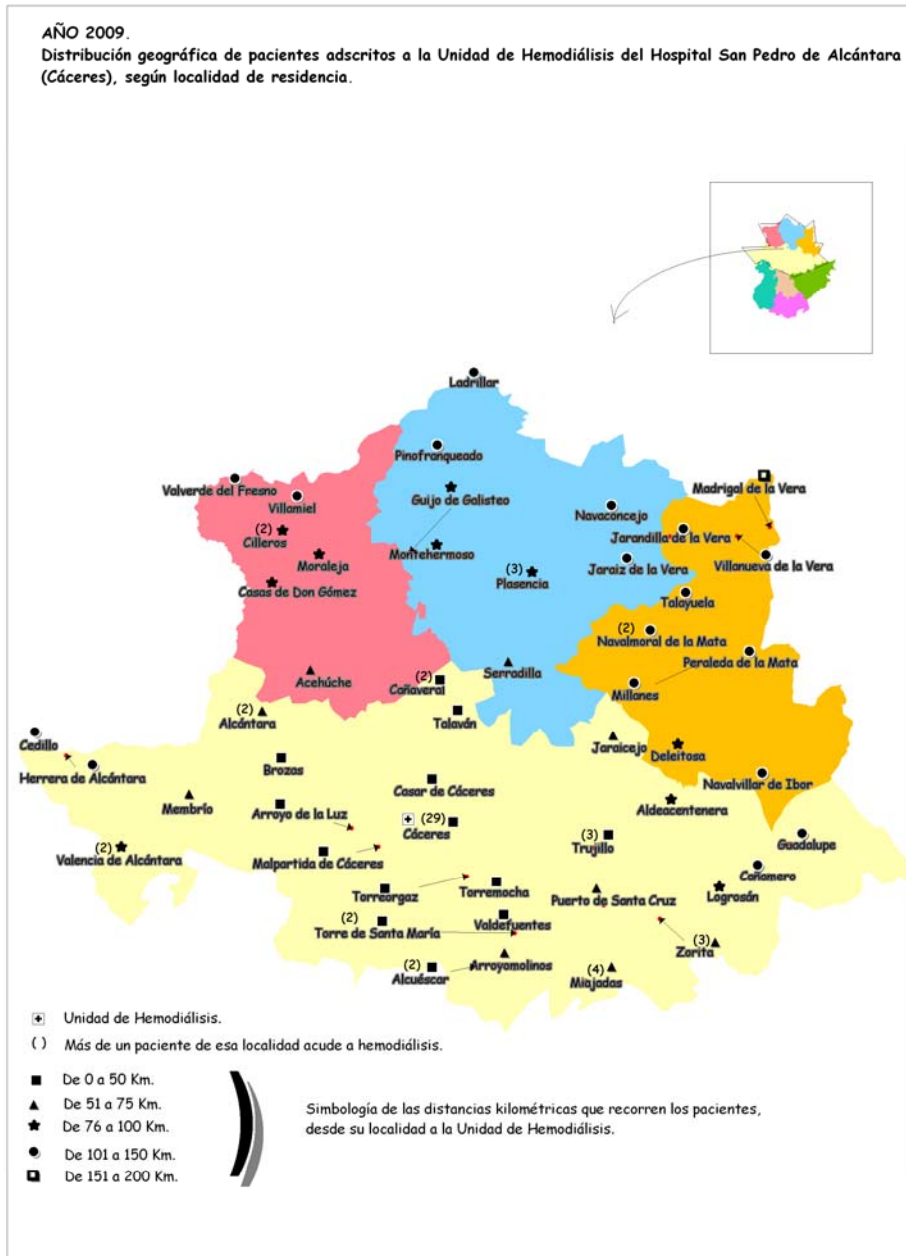 AÑO 2009.
Distribución geográfica de pacientes adscritos a la Unidad de Hemodiálisis del Hospital San Pedro de Alcántara
(Cáceres), según localidad de residencia.
Ladrillar
Pinofranqueado
Valverde del Fresno
Villamiel
Guijo de Galisteo
Madrigal de la Vera
Navaconcejo
(2)
Cilleros
Jarandilla de la Vera
Moraleja
Montehermoso
(3)
Plasencia
Jaraiz de la Vera
Villanueva de la Vera
Casas de Don Gómez
Talayuela
(2)
Navalmoral de la Mata
Peraleda de la Mata
Acehúche
(2)
Cañaveral
Serradilla
Millanes
(2)
Alcántara
Talaván
Cedillo
Jaraicejo
Deleitosa
Herrera de Alcántara
Brozas
Casar de Cáceres
Navalvillar de Ibor
Membrío
Arroyo de la Luz
Aldeacentenera
(29)
Cáceres
(3)
Trujillo
Guadalupe
(2)
Valencia de Alcántara
Malpartida de Cáceres
Cañamero
Torreorgaz
Torremocha
Puerto de Santa Cruz
Logrosán
(2)
Torre de Santa María
Valdefuentes
(3)
Zorita
(2)
Alcuéscar
Arroyomolinos
(4)
Miajadas
Unidad de Hemodiálisis.
( ) Más de un paciente de esa localidad acude a hemodiálisis.
De 0 a 50 Km.
De 51 a 75 Km.
De 76 a 100 Km.
De 101 a 150 Km.
De 151 a 200 Km.
Simbología de las distancias kilométricas que recorren los pacientes,
desde su localidad a la Unidad de Hemodiálisis.